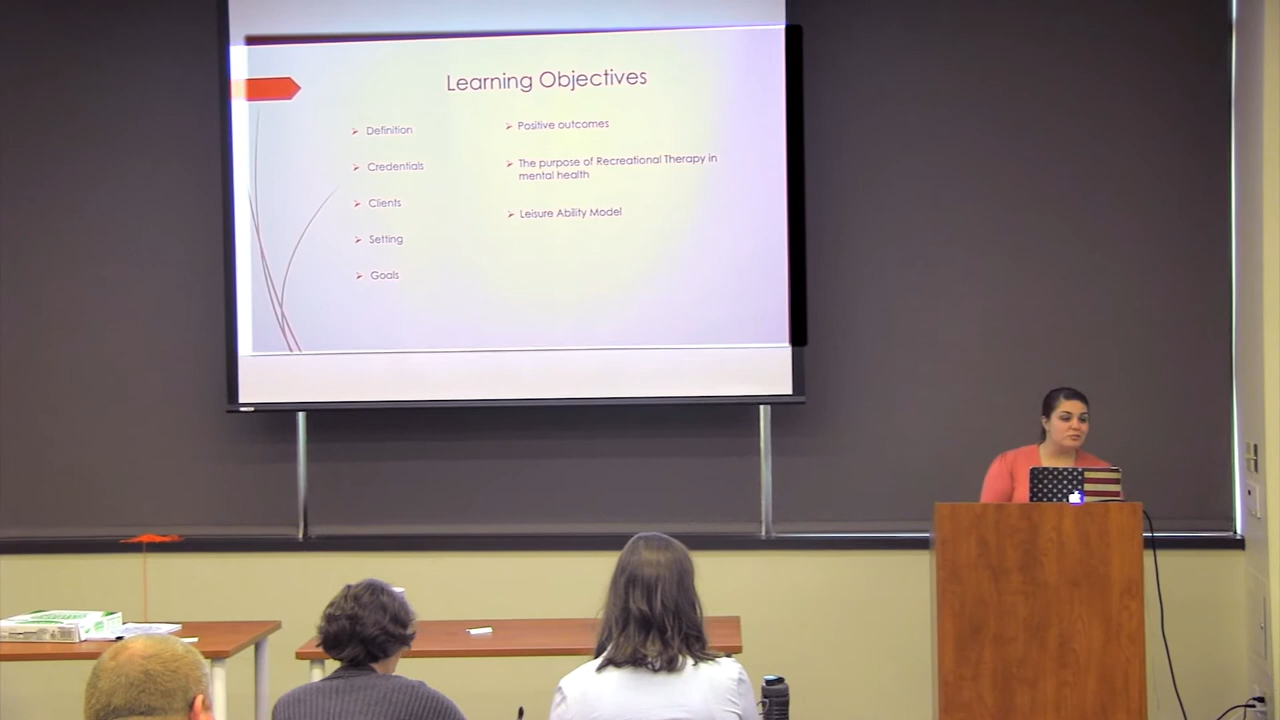 Learning Objectives
Definition
Credentials
Clients
Setting
Goals
Positive outcomes
The purpose of Recreational Therapy in
mental health
Leisure Ability Model